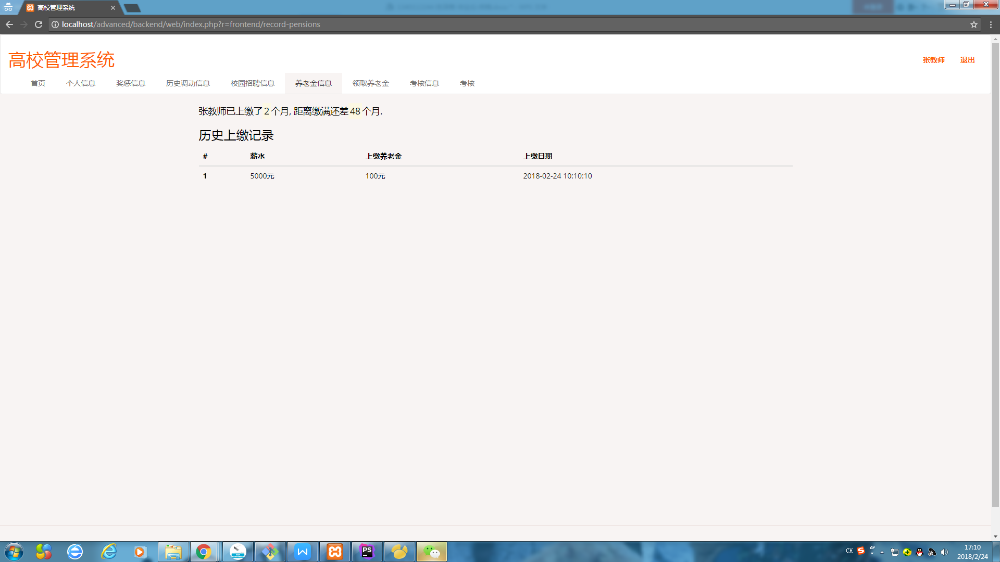 高校管理系统
localhost/advanced/backend/web/index.php?r=frontend/record-pensions
高校管理系统
张教师 退出
首页 个人信息 奖惩信息 历史调动信息 校园招聘信息 养老金信息 领取养老金 考核信息 考核
张教师已上缴了 2 个月, 距离缴满还差 48 个月.
历史上缴记录
# 薪水 上缴养老金 上缴日期
1 5000元 100元 2018-02-24 10:10:10
PS
CH
17:10
2018/2/24